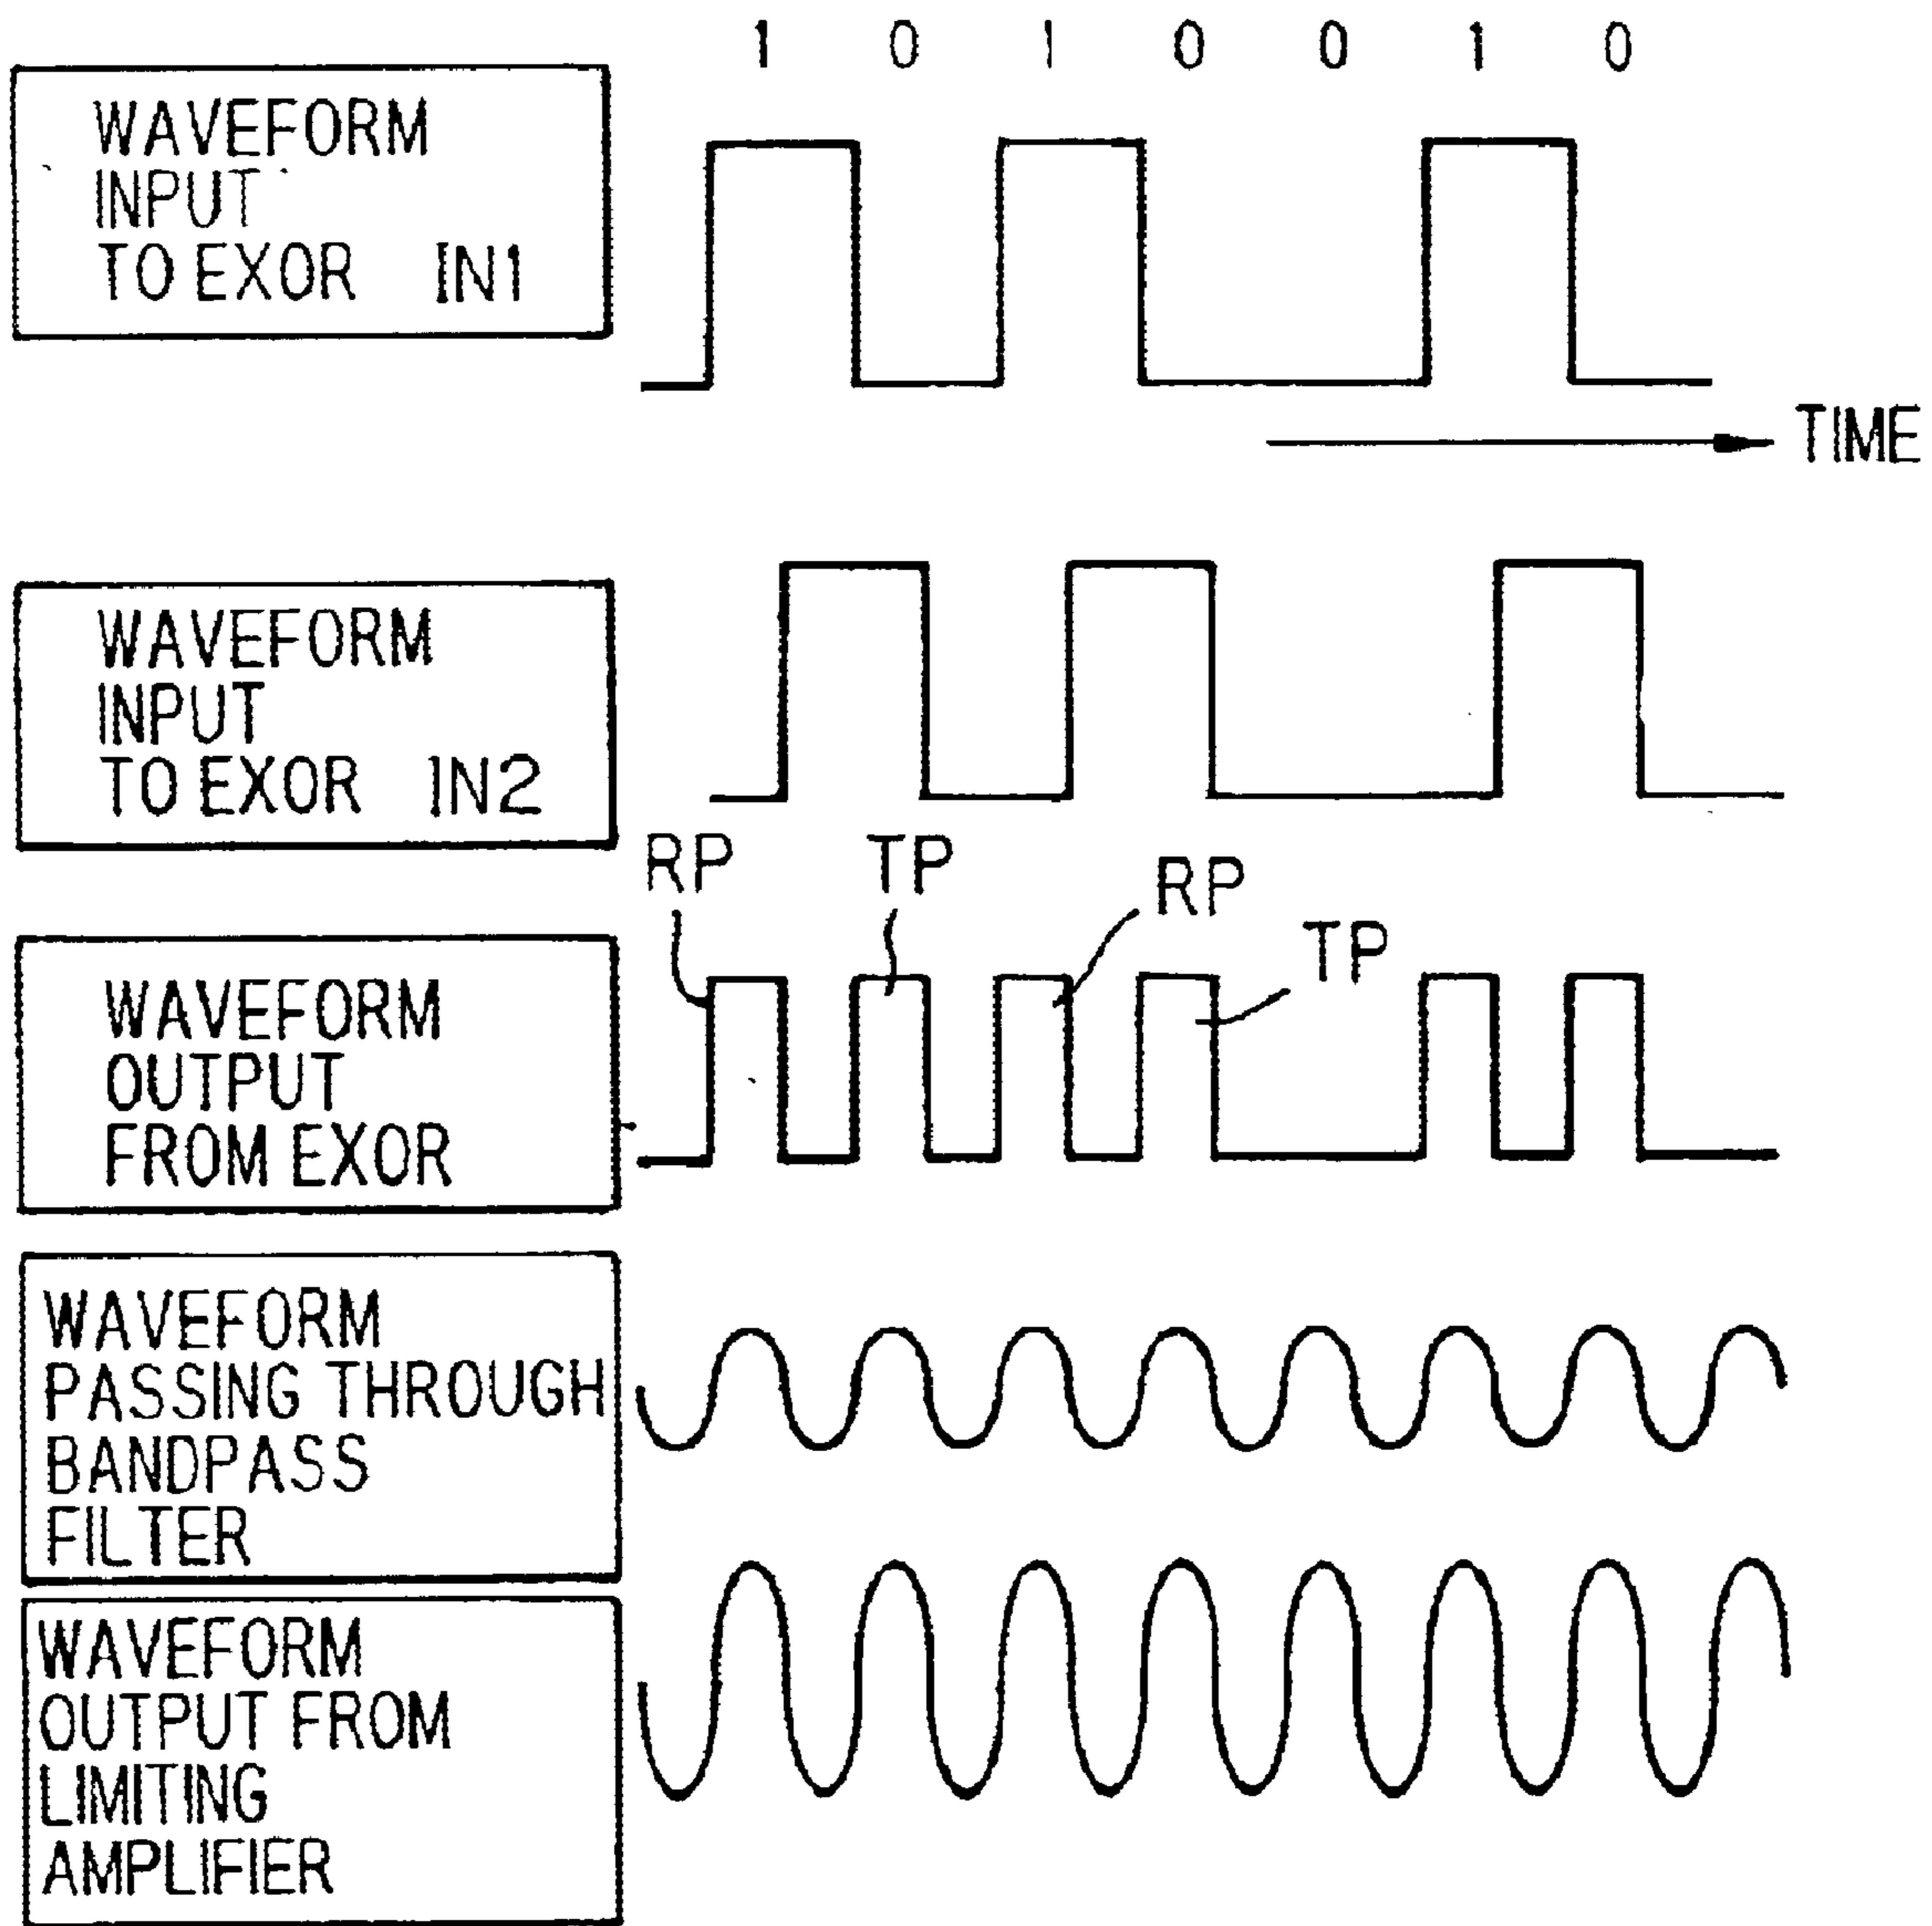 1 0 1 0 0 1 0
WAVEFORM
INPUT
TO EXOR IN1
TIME
WAVEFORM
INPUT
TO EXOR IN2
RP TP RP TP
WAVEFORM
OUTPUT
FROM EXOR
WAVEFORM
PASSING THROUGH
BANDPASS
FILTER
WAVEFORM
OUTPUT FROM
LIMITING
AMPLIFIER